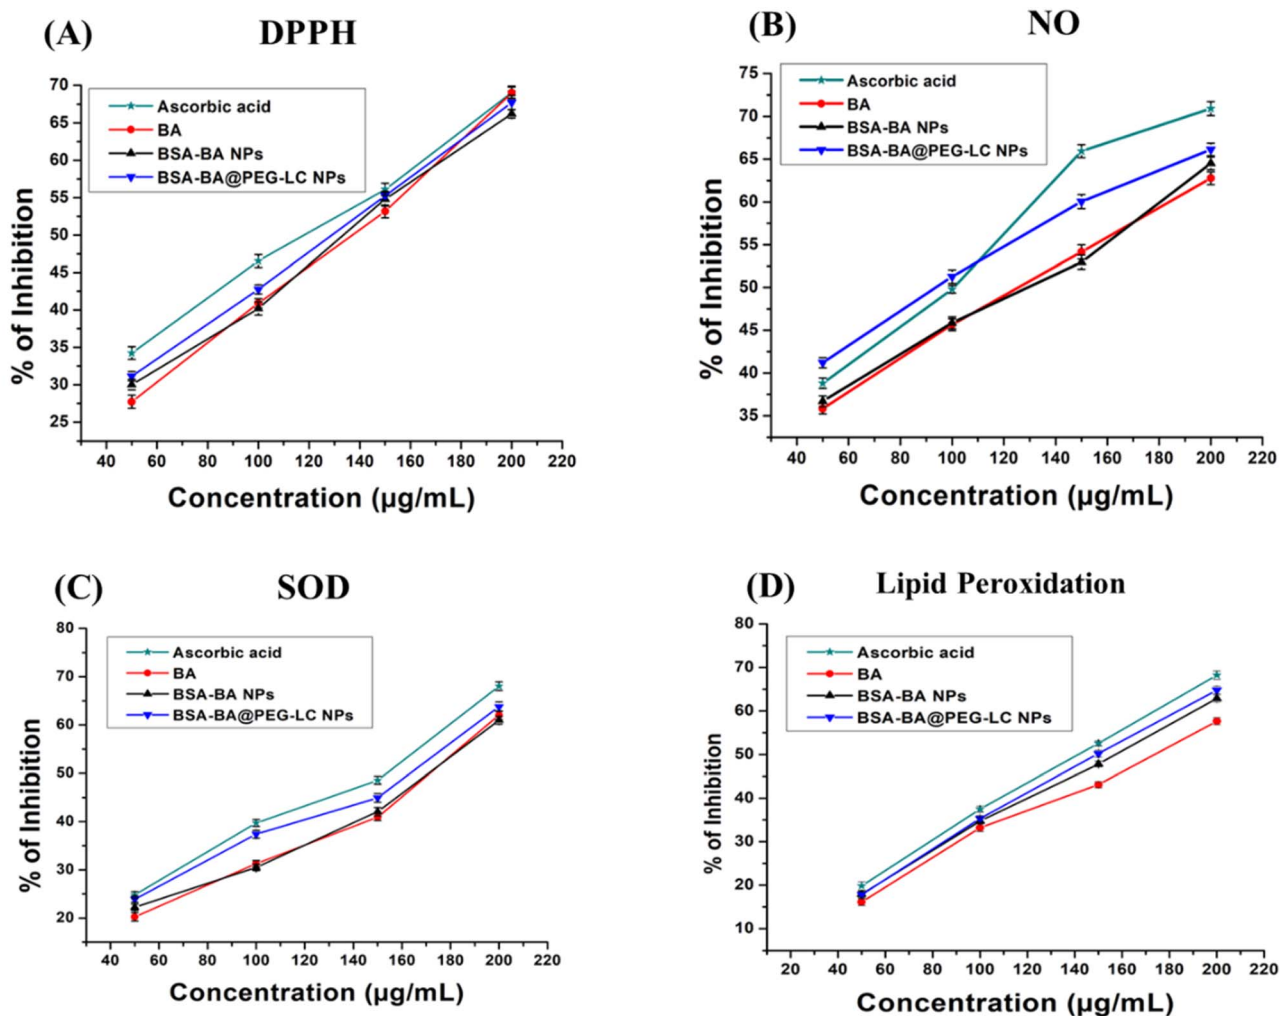 (A) DPPH
70
65
60
55
50
45
40
35
30
25
Ascorbic acid
BA
BSA-BA NPs
BSA-BA@PEG-LC NPs
% of Inhibition
40 60 80 100 120 140 160 180 200 220
Concentration (µg/mL)
(B) NO
75
70
65
60
55
50
45
40
35
Ascorbic acid
BA
BSA-BA NPs
BSA-BA@PEG-LC NPs
% of Inhibition
40 60 80 100 120 140 160 180 200 220
Concentration (µg/mL)
(C) SOD
80
70
60
50
40
30
20
Ascorbic acid
BA
BSA-BA NPs
BSA-BA@PEG-LC NPs
% of Inhibition
40 60 80 100 120 140 160 180 200 220
Concentration (µg/mL)
(D) Lipid Peroxidation
80
70
60
50
40
30
20
10
Ascorbic acid
BA
BSA-BA NPs
BSA-BA@PEG-LC NPs
% of Inhibition
20 40 60 80 100 120 140 160 180 200 220
Concentration (µg/mL)